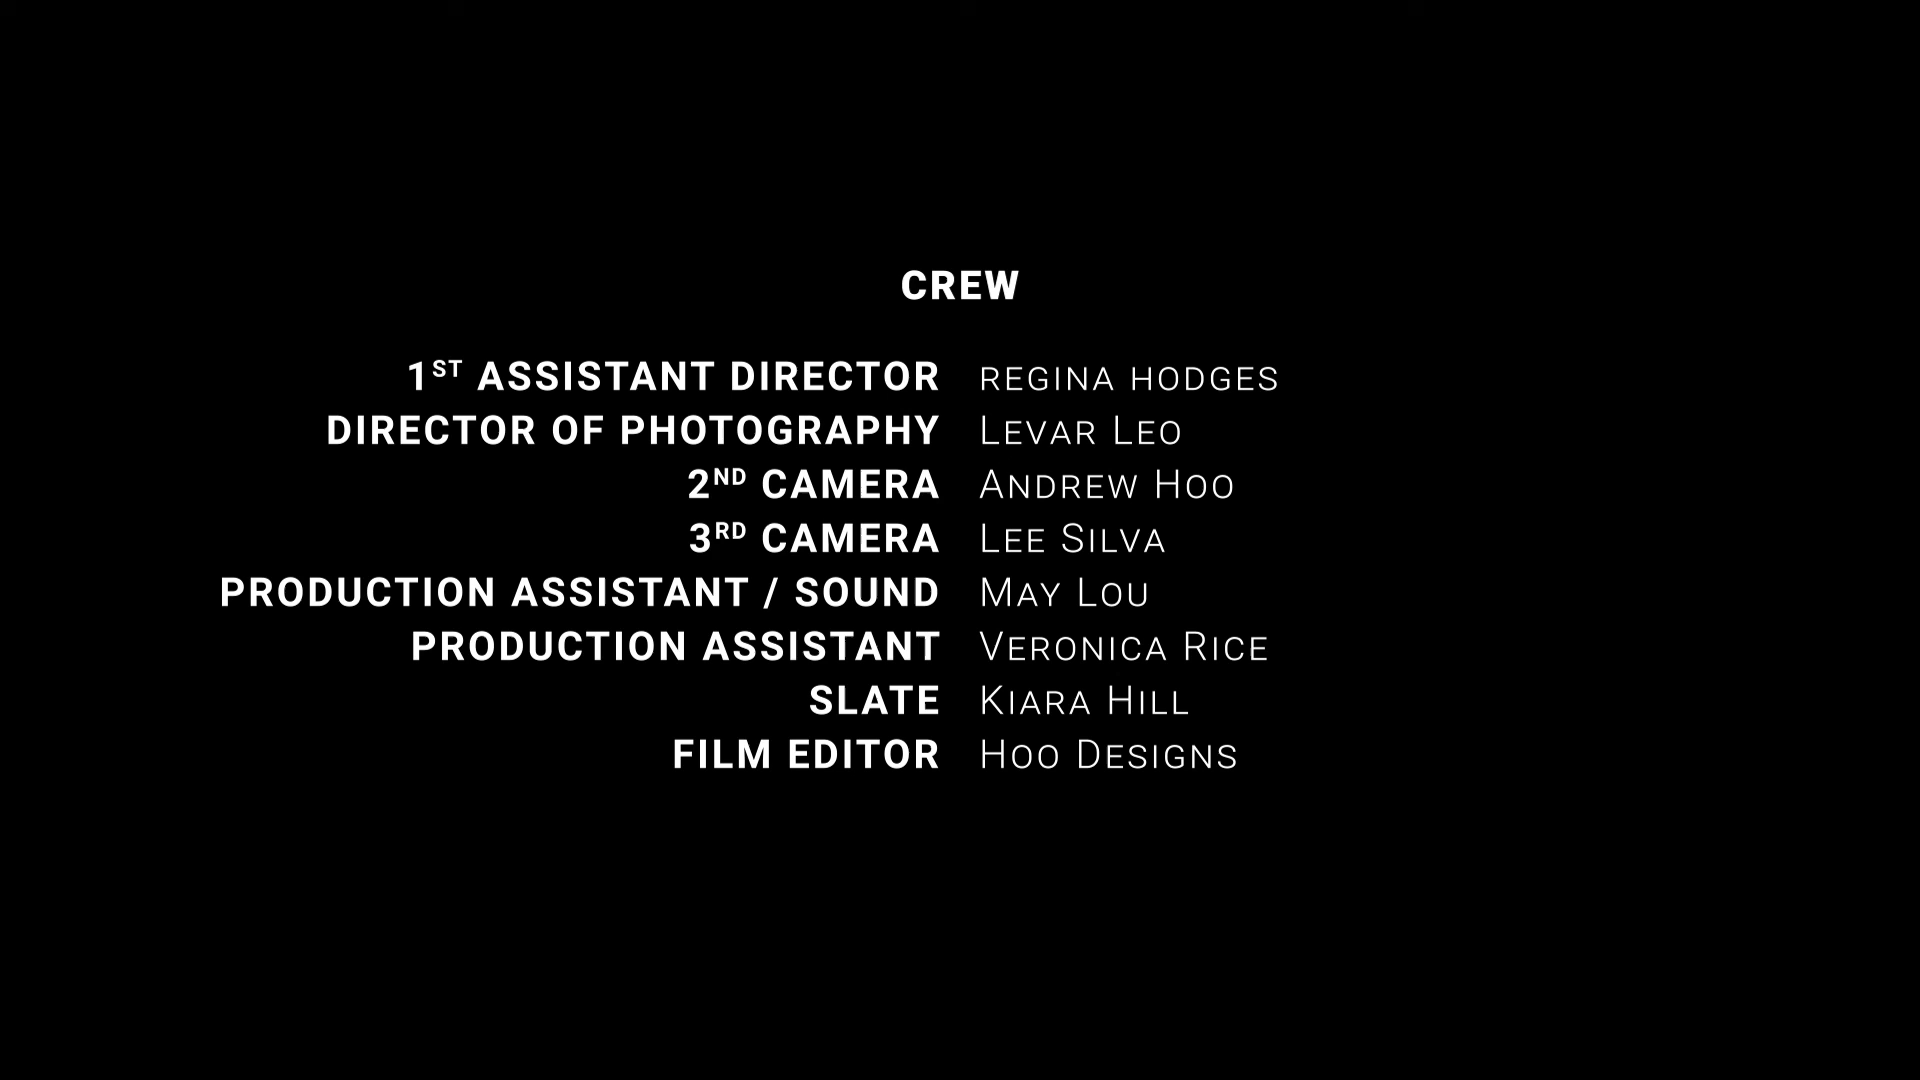 CREW
1ST ASSISTANT DIRECTOR regina hodges
DIRECTOR OF PHOTOGRAPHY Levar Leo
2ND CAMERA Andrew Hoo
3RD CAMERA Lee Silva
PRODUCTION ASSISTANT / SOUND May Lou
PRODUCTION ASSISTANT Veronica Rice
SLATE Kiara Hill
FILM EDITOR Hoo Designs